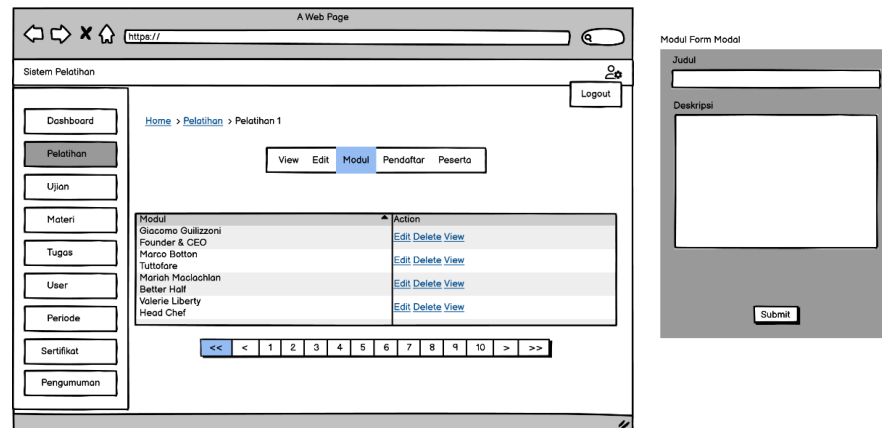 A Web Page
https://
Sistem Pelatihan
Logout
Dashboard
Pelatihan
Ujian
Materi
Tugas
User
Periode
Sertifikat
Pengumuman
Home > Pelatihan > Pelatihan 1
View Edit Modul Pendaftar Peserta
Modul Action
Giacomo Guilizzoni
Founder & CEO
Edit Delete View
Marco Botton
Tuttofare
Edit Delete View
Mariah Maclachlan
Better Half
Edit Delete View
Valerie Liberty
Head Chef
Edit Delete View
<< < 1 2 3 4 5 6 7 8 9 10 > >>
Modul Form Modal
Judul
Deskripsi
Submit